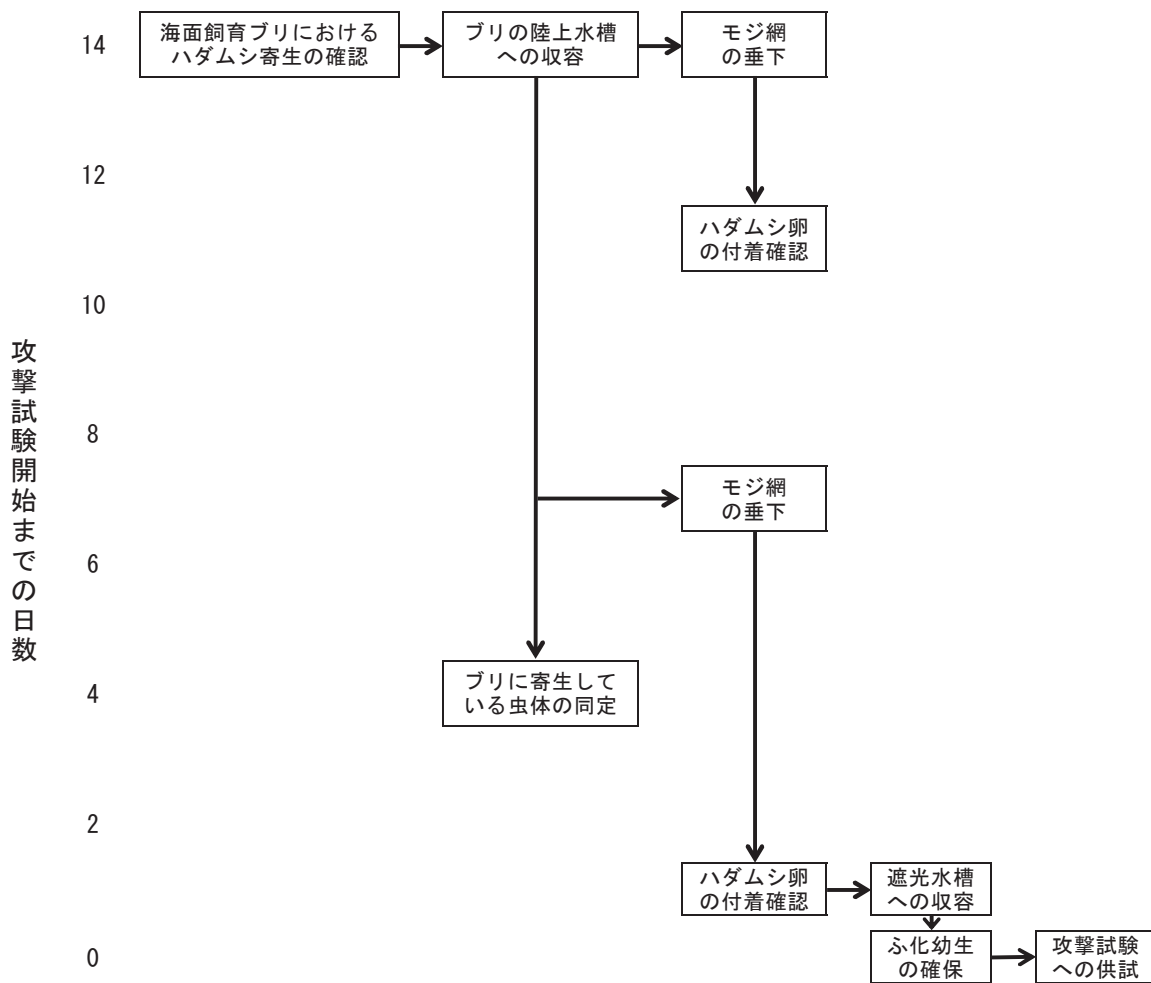 14
海面飼育ブリにおける
ハダムシ寄生の確認
ブリの陸上水槽
への収容
モジ網
の垂下
12
ハダムシ卵
の付着確認
10
攻撃試験開始までの日数
8
モジ網
の垂下
6
ブリに寄生して
いる虫体の同定
4
2
ハダムシ卵
の付着確認
遮光水槽
への収容
0
ふ化幼生
の確保
攻撃試験
への供試